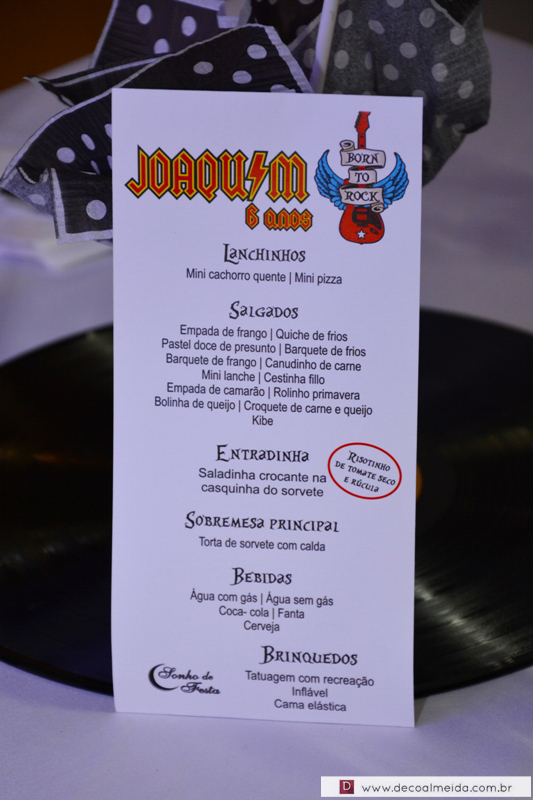 JOAQUIM
6 anos
BORN
TO
ROCK
Lanchinhos
Mini cachorro quente | Mini pizza
Salgados
Empada de frango | Quiche de frios
Pastel doce de presunto | Barquete de frios
Barquete de frango | Canudinho de carne
Mini lanche | Cestinha fillo
Empada de camarão | Rolinho primavera
Bolinha de queijo | Croquete de carne e queijo
Kibe
Entradinha
Saladinha crocante na
casquinha do sorvete
Risotinho
de tomate seco
e rúcula
Sobremesa principal
Torta de sorvete com calda
Bebidas
Água com gás | Água sem gás
Coca- cola | Fanta
Cerveja
Brinquedos
Tatuagem com recreação
Inflável
Cama elástica
Sonho de
Festa
D www.decoalmeida.com.br